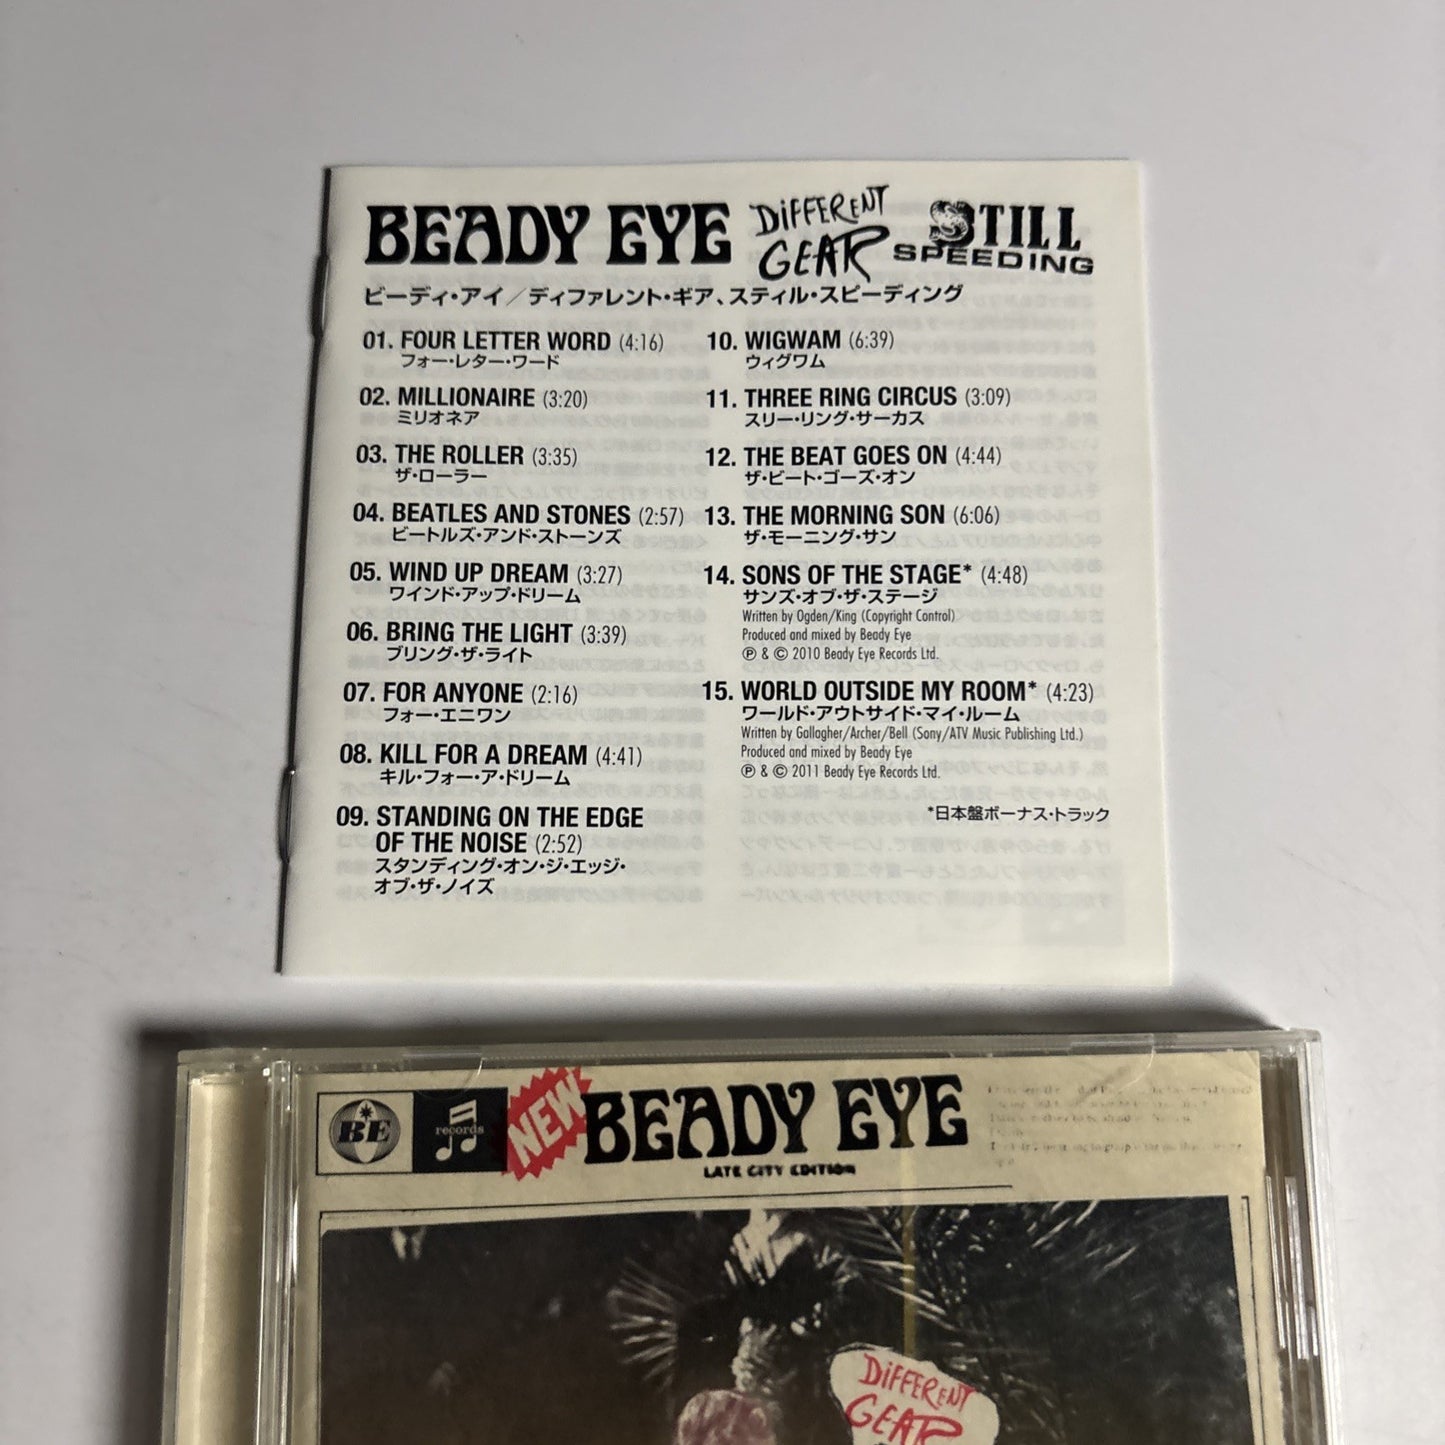 BEADY EYE DIFFERENT GEAR STILL SPEEDING
ビーディ・アイ／ディファレント・ギア、スティル・スピーディング
01. FOUR LETTER WORD (4:16)
フォー・レター・ワード
02. MILLIONAIRE (3:20)
ミリオネア
03. THE ROLLER (3:35)
ザ・ローラー
04. BEATLES AND STONES (2:57)
ビートルズ・アンド・ストーンズ
05. WIND UP DREAM (3:27)
ワインド・アップ・ドリーム
06. BRING THE LIGHT (3:39)
ブリング・ザ・ライト
07. FOR ANYONE (2:16)
フォー・エニワン
08. KILL FOR A DREAM (4:41)
キル・フォー・ア・ドリーム
09. STANDING ON THE EDGE
OF THE NOISE (2:52)
スタンディング・オン・ジ・エッジ・
オブ・ザ・ノイズ
10. WIGWAM (6:39)
ウィグワム
11. THREE RING CIRCUS (3:09)
スリー・リング・サーカス
12. THE BEAT GOES ON (4:44)
ザ・ビート・ゴーズ・オン
13. THE MORNING SON (6:06)
ザ・モーニング・サン
14. SONS OF THE STAGE* (4:48)
サンズ・オブ・ザ・ステージ
Written by Ogden/King (Copyright Control)
Produced and mixed by Beady Eye
℗ & © 2010 Beady Eye Records Ltd.
15. WORLD OUTSIDE MY ROOM* (4:23)
ワールド・アウトサイド・マイ・ルーム
Written by Gallagher/Archer/Bell (Sony/ATV Music Publishing Ltd.)
Produced and mixed by Beady Eye
℗ & © 2011 Beady Eye Records Ltd.
*日本盤ボーナス・トラック
BE
records
NEW
BEADY EYE
LATE CITY EDITION
DIFFERENT
GEAR